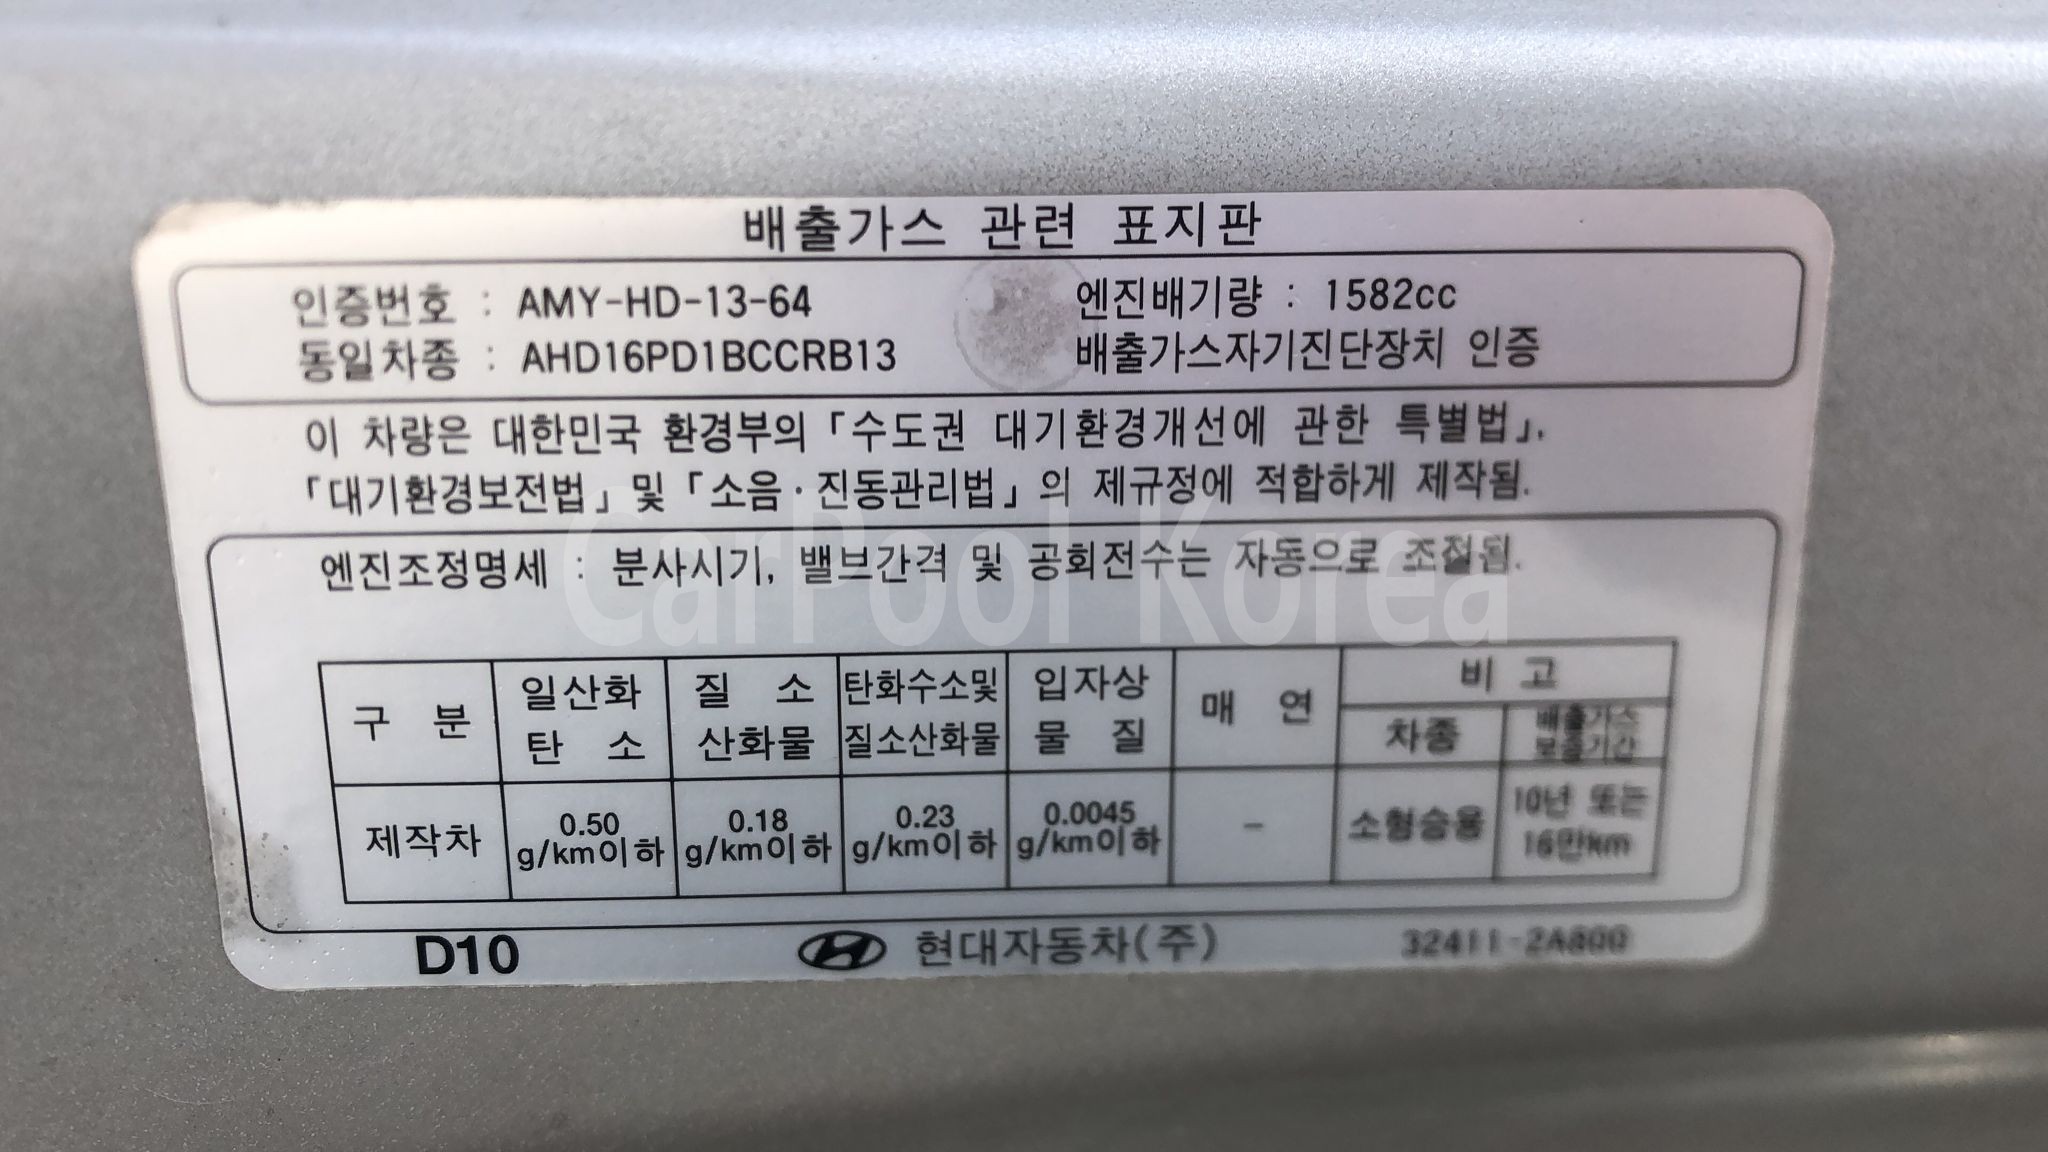 배출가스 관련 표지판
인증번호 : AMY-HD-13-64 엔진배기량 : 1582cc
동일차종 : AHD16PD1BCCRB13 배출가스자기진단장치 인증
이 차량은 대한민국 환경부의 「수도권 대기환경개선에 관한 특별법」,
「대기환경보전법」 및 「소음·진동관리법」의 제규정에 적합하게 제작됨.
CarPool Korea
엔진조정명세 : 분사시기, 밸브간격 및 공회전수는 자동으로 조절됨.
구 분 일산화탄소 질소산화물 탄화수소및질소산화물 입자상물질 매연 비고
차종 배출가스보증기간
제작차 0.50 g/km이하 0.18 g/km이하 0.23 g/km이하 0.0045 g/km이하 - 소형승용 10년 또는 16만km
D10 현대자동차(주) 32411-2A800